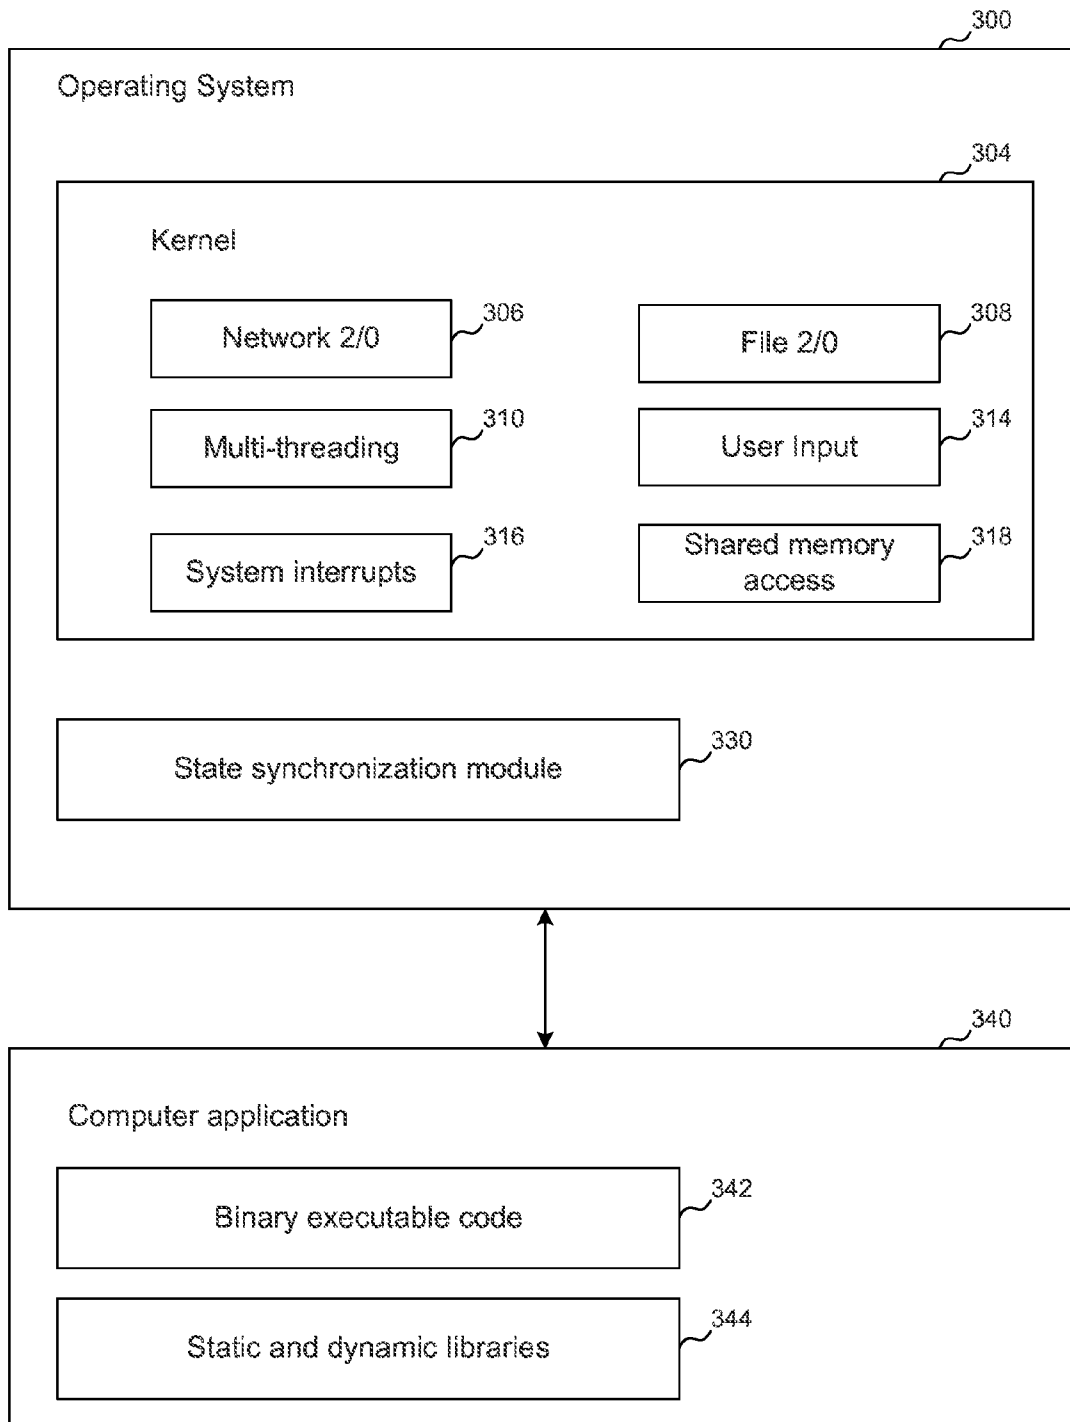 300
Operating System
304
Kernel
Network 2/0
306
File 2/0
308
Multi-threading
310
User Input
314
System interrupts
316
Shared memory
access
318
State synchronization module
330
340
Computer application
Binary executable code
342
Static and dynamic libraries
344